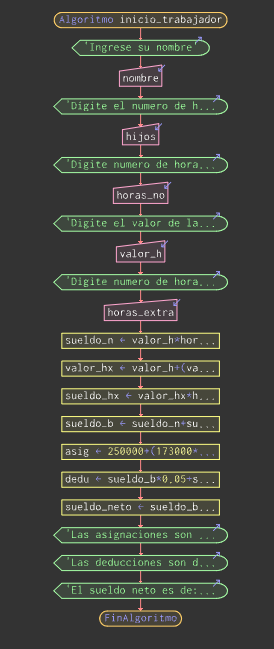 Algoritmo inicio_trabajador
'Ingrese su nombre'
nombre
'Digite el numero de h...
hijos
'Digite numero de hora...
horas_no
'Digite el valor de la...
valor_h
'Digite numero de hora...
horas_extra
sueldo_n ← valor_h*hor...
valor_hx ← valor_h+(va...
sueldo_hx ← valor_hx*h...
sueldo_b ← sueldo_n+su...
asig ← 250000+(173000*...
dedu ← sueldo_b*0.05+s...
sueldo_neto ← sueldo_b...
'Las asignaciones son ...
'Las deducciones son d...
'El sueldo neto es de:...
FinAlgoritmo